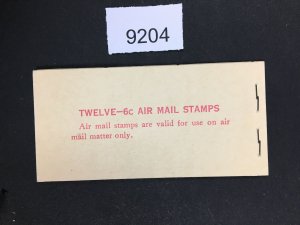 9204
TWELVE—6c AIR MAIL STAMPS
Air mail stamps are valid for use on air
mail matter only.